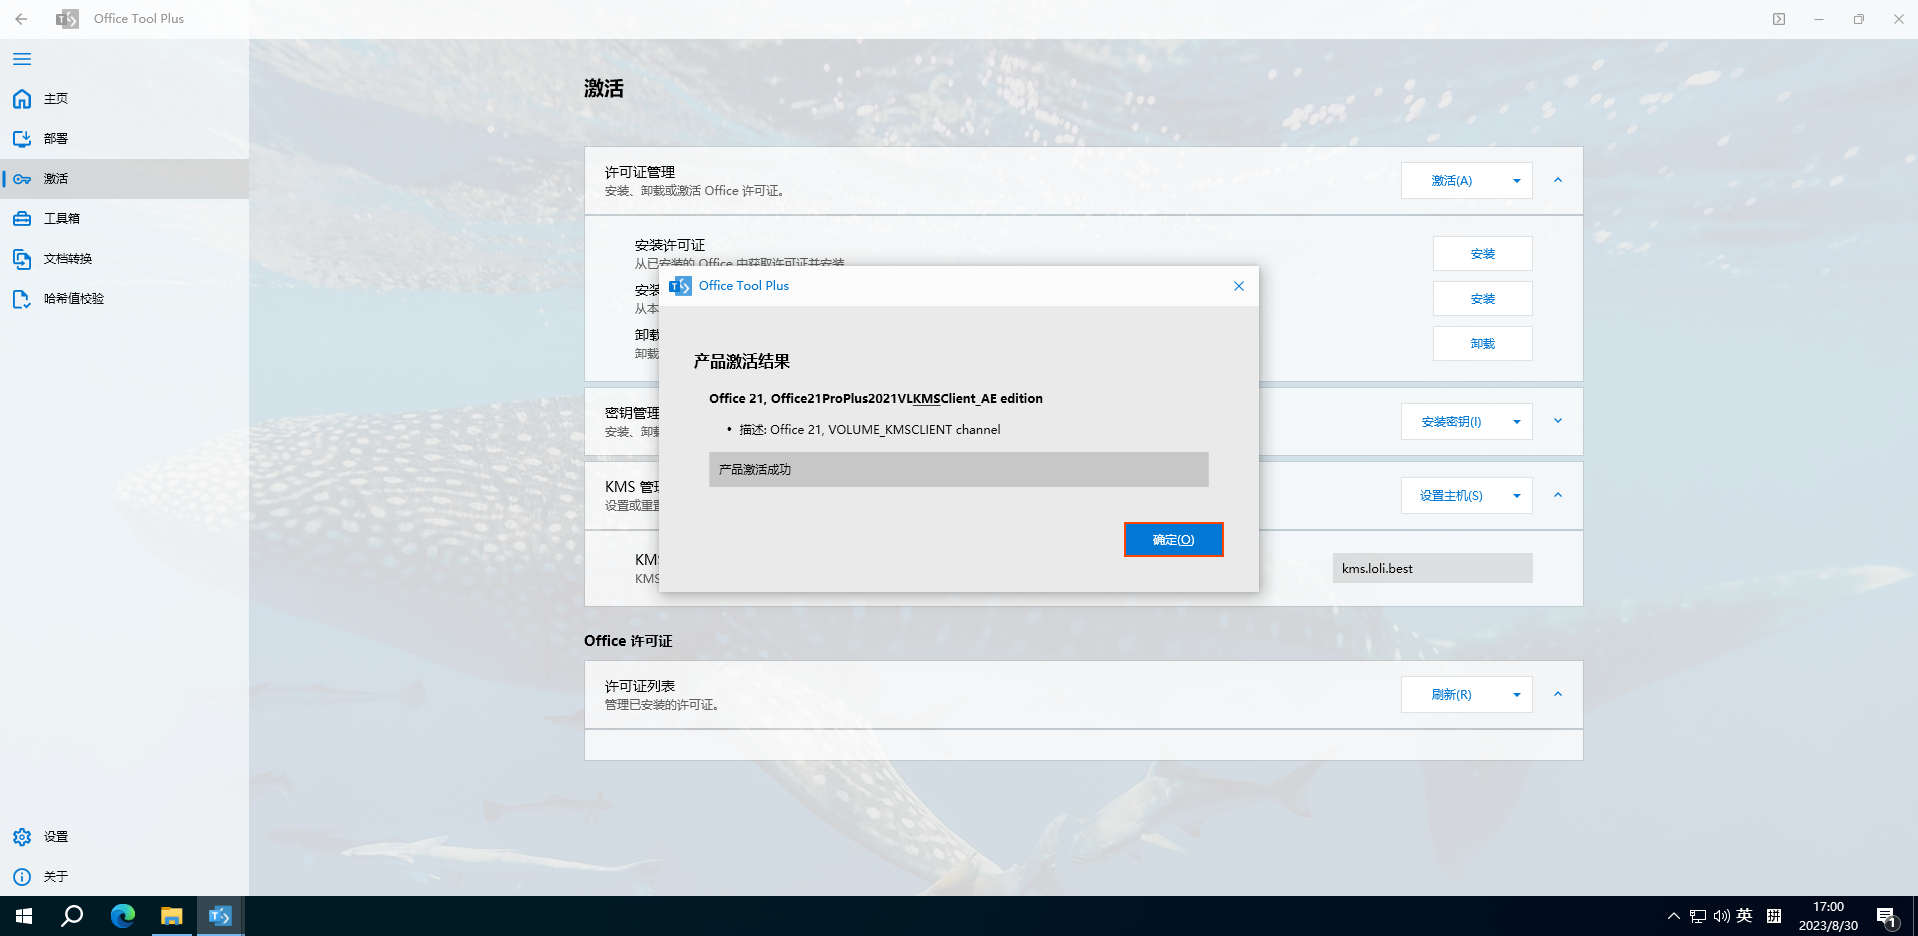 Office Tool Plus
主页
部署
激活
工具箱
文档转换
哈希值校验
设置
关于
激活
许可证管理
安装、卸载或激活 Office 许可证。
激活(A)
安装许可证
从已安装的 Office 中获取许可证并安装
安装
安装
从本
安装
卸载
卸载
卸载
密钥管理
安装、卸载
安装密钥(I)
KMS 管理
设置或重置
设置主机(S)
KMS
KMS
kms.loli.best
Office 许可证
许可证列表
管理已安装的许可证。
刷新(R)
Office Tool Plus
产品激活结果
Office 21, Office21ProPlus2021VLKMSClient_AE edition
• 描述: Office 21, VOLUME_KMSCLIENT channel
产品激活成功
确定(O)
英
拼
17:00
2023/8/30
1